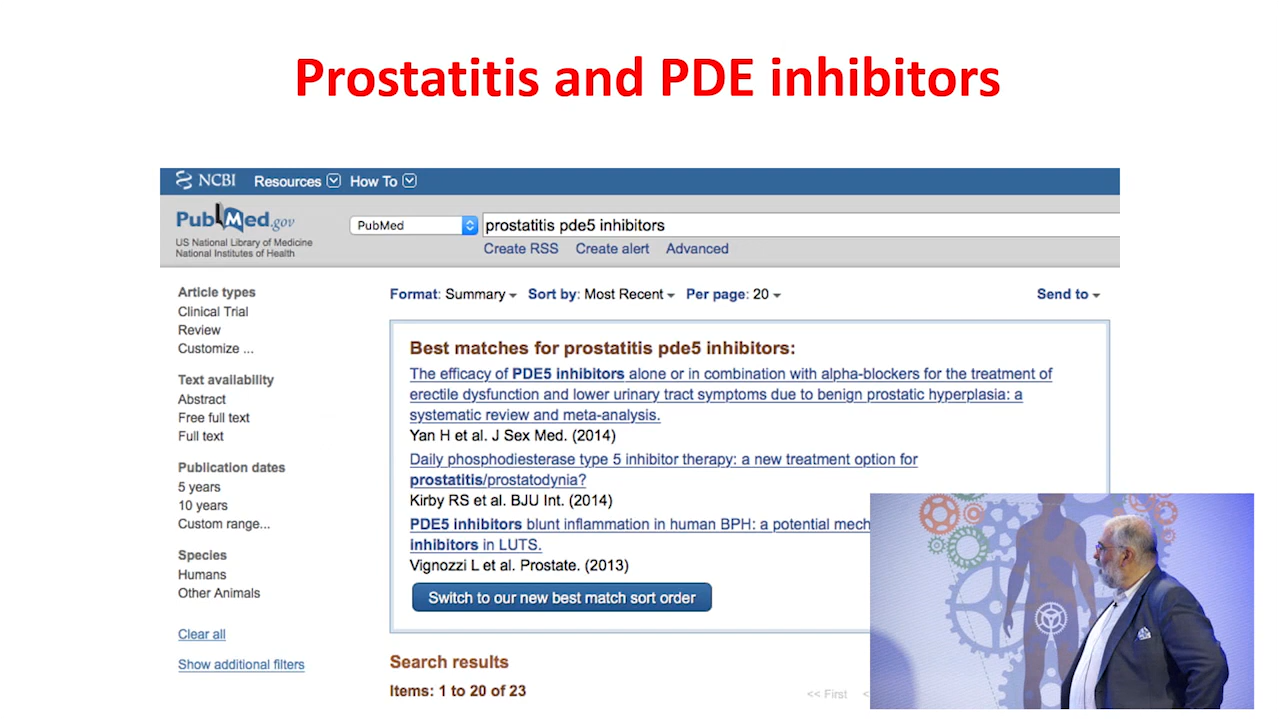 Prostatitis and PDE inhibitors
NCBI Resources How To
PubMed.gov
US National Library of Medicine
National Institutes of Health
PubMed
prostatitis pde5 inhibitors
Create RSS Create alert Advanced
Article types
Clinical Trial
Review
Customize ...
Text availability
Abstract
Free full text
Full text
Publication dates
5 years
10 years
Custom range...
Species
Humans
Other Animals
Clear all
Show additional filters
Format: Summary Sort by: Most Recent Per page: 20
Send to
Best matches for prostatitis pde5 inhibitors:
The efficacy of PDE5 inhibitors alone or in combination with alpha-blockers for the treatment of
erectile dysfunction and lower urinary tract symptoms due to benign prostatic hyperplasia: a
systematic review and meta-analysis.
Yan H et al. J Sex Med. (2014)
Daily phosphodiesterase type 5 inhibitor therapy: a new treatment option for
prostatitis/prostatodynia?
Kirby RS et al. BJU Int. (2014)
PDE5 inhibitors blunt inflammation in human BPH: a potential
inhibitors in LUTS.
Vignozzi L et al. Prostate. (2013)
Switch to our new best match sort order
Search results
Items: 1 to 20 of 23
<< First <